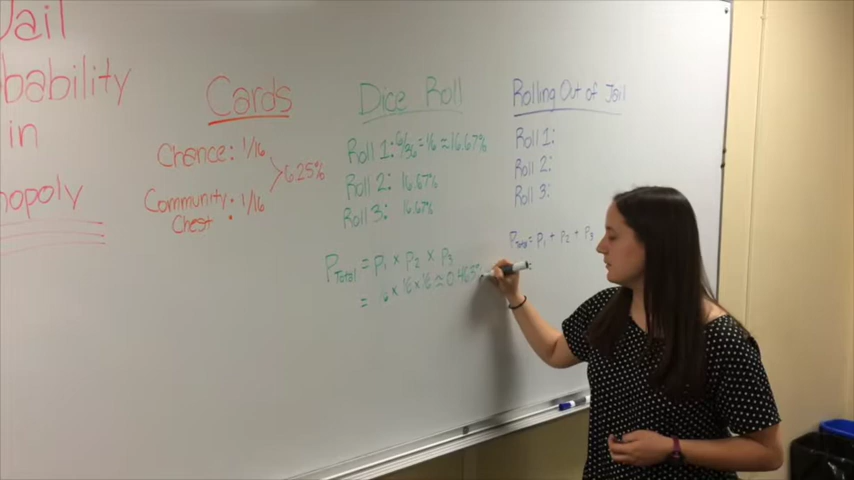 Jail
bability
in
nopoly
Cards
Chance: 1/16
6.25%
Community: 1/16
Chest
Dice Roll
Roll 1: 6/36 = 1/6 ≈ 16.67%
Roll 2: 16.67%
Roll 3: 16.67%
PTotal = P1 × P2 × P3
= 1/6 × 1/6 × 1/6 ≈ 0.463%
Rolling Out of Jail
Roll 1:
Roll 2:
Roll 3:
PTotal = P1 + P2 + P3